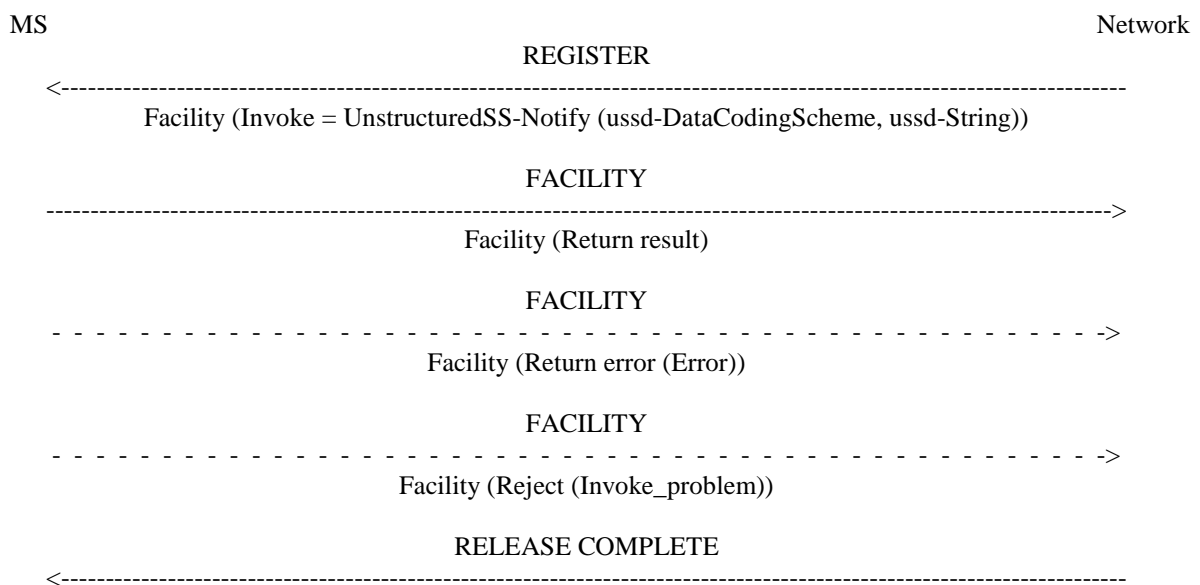 MS Network
REGISTER
<------------------------------------------------------------------------------------------------------------------------
Facility (Invoke = UnstructuredSS-Notify (ussd-DataCodingScheme, ussd-String))
FACILITY
------------------------------------------------------------------------------------------------------------------------>
Facility (Return result)
FACILITY
- - - - - - - - - - - - - - - - - - - - - - - - - - - - - - - - - - - - - - ->
Facility (Return error (Error))
FACILITY
- - - - - - - - - - - - - - - - - - - - - - - - - - - - - - - - - - - - - - ->
Facility (Reject (Invoke_problem))
RELEASE COMPLETE
<------------------------------------------------------------------------------------------------------------------------